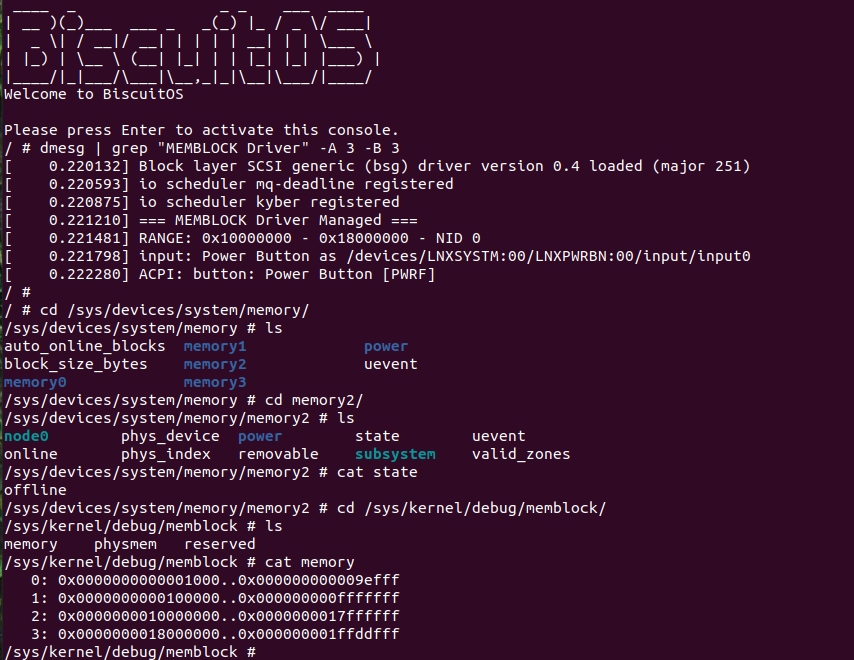 ____  _                _ _    ___  ____
| __ )(_)___  ___ _   _(_) |_ / _ \/ ___|
|  _ \| / __|/ __| | | | | __| | | \___ \
| |_) | \__ \ (__| |_| | | |_| |_| |___) |
|____/|_|___/\___|\__,_|_|\__|\___/|____/
Welcome to BiscuitOS
Please press Enter to activate this console.
/ # dmesg | grep "MEMBLOCK Driver" -A 3 -B 3
[    0.220132] Block layer SCSI generic (bsg) driver version 0.4 loaded (major 251)
[    0.220593] io scheduler mq-deadline registered
[    0.220875] io scheduler kyber registered
[    0.221210] === MEMBLOCK Driver Managed ===
[    0.221481] RANGE: 0x10000000 - 0x18000000 - NID 0
[    0.221798] input: Power Button as /devices/LNXSYSTM:00/LNXPWRBN:00/input/input0
[    0.222280] ACPI: button: Power Button [PWRF]
/ #
/ # cd /sys/devices/system/memory/
/sys/devices/system/memory # ls
auto_online_blocks  memory1             power
block_size_bytes    memory2             uevent
memory0             memory3
/sys/devices/system/memory # cd memory2/
/sys/devices/system/memory/memory2 # ls
node0        phys_device  power        state        uevent
online       phys_index   removable    subsystem    valid_zones
/sys/devices/system/memory/memory2 # cat state
offline
/sys/devices/system/memory/memory2 # cd /sys/kernel/debug/memblock/
/sys/kernel/debug/memblock # ls
memory    physmem   reserved
/sys/kernel/debug/memblock # cat memory
   0: 0x0000000000001000..0x000000000009efff
   1: 0x0000000000100000..0x000000000fffffff
   2: 0x0000000010000000..0x0000000017ffffff
   3: 0x0000000018000000..0x000000001ffddfff
/sys/kernel/debug/memblock #